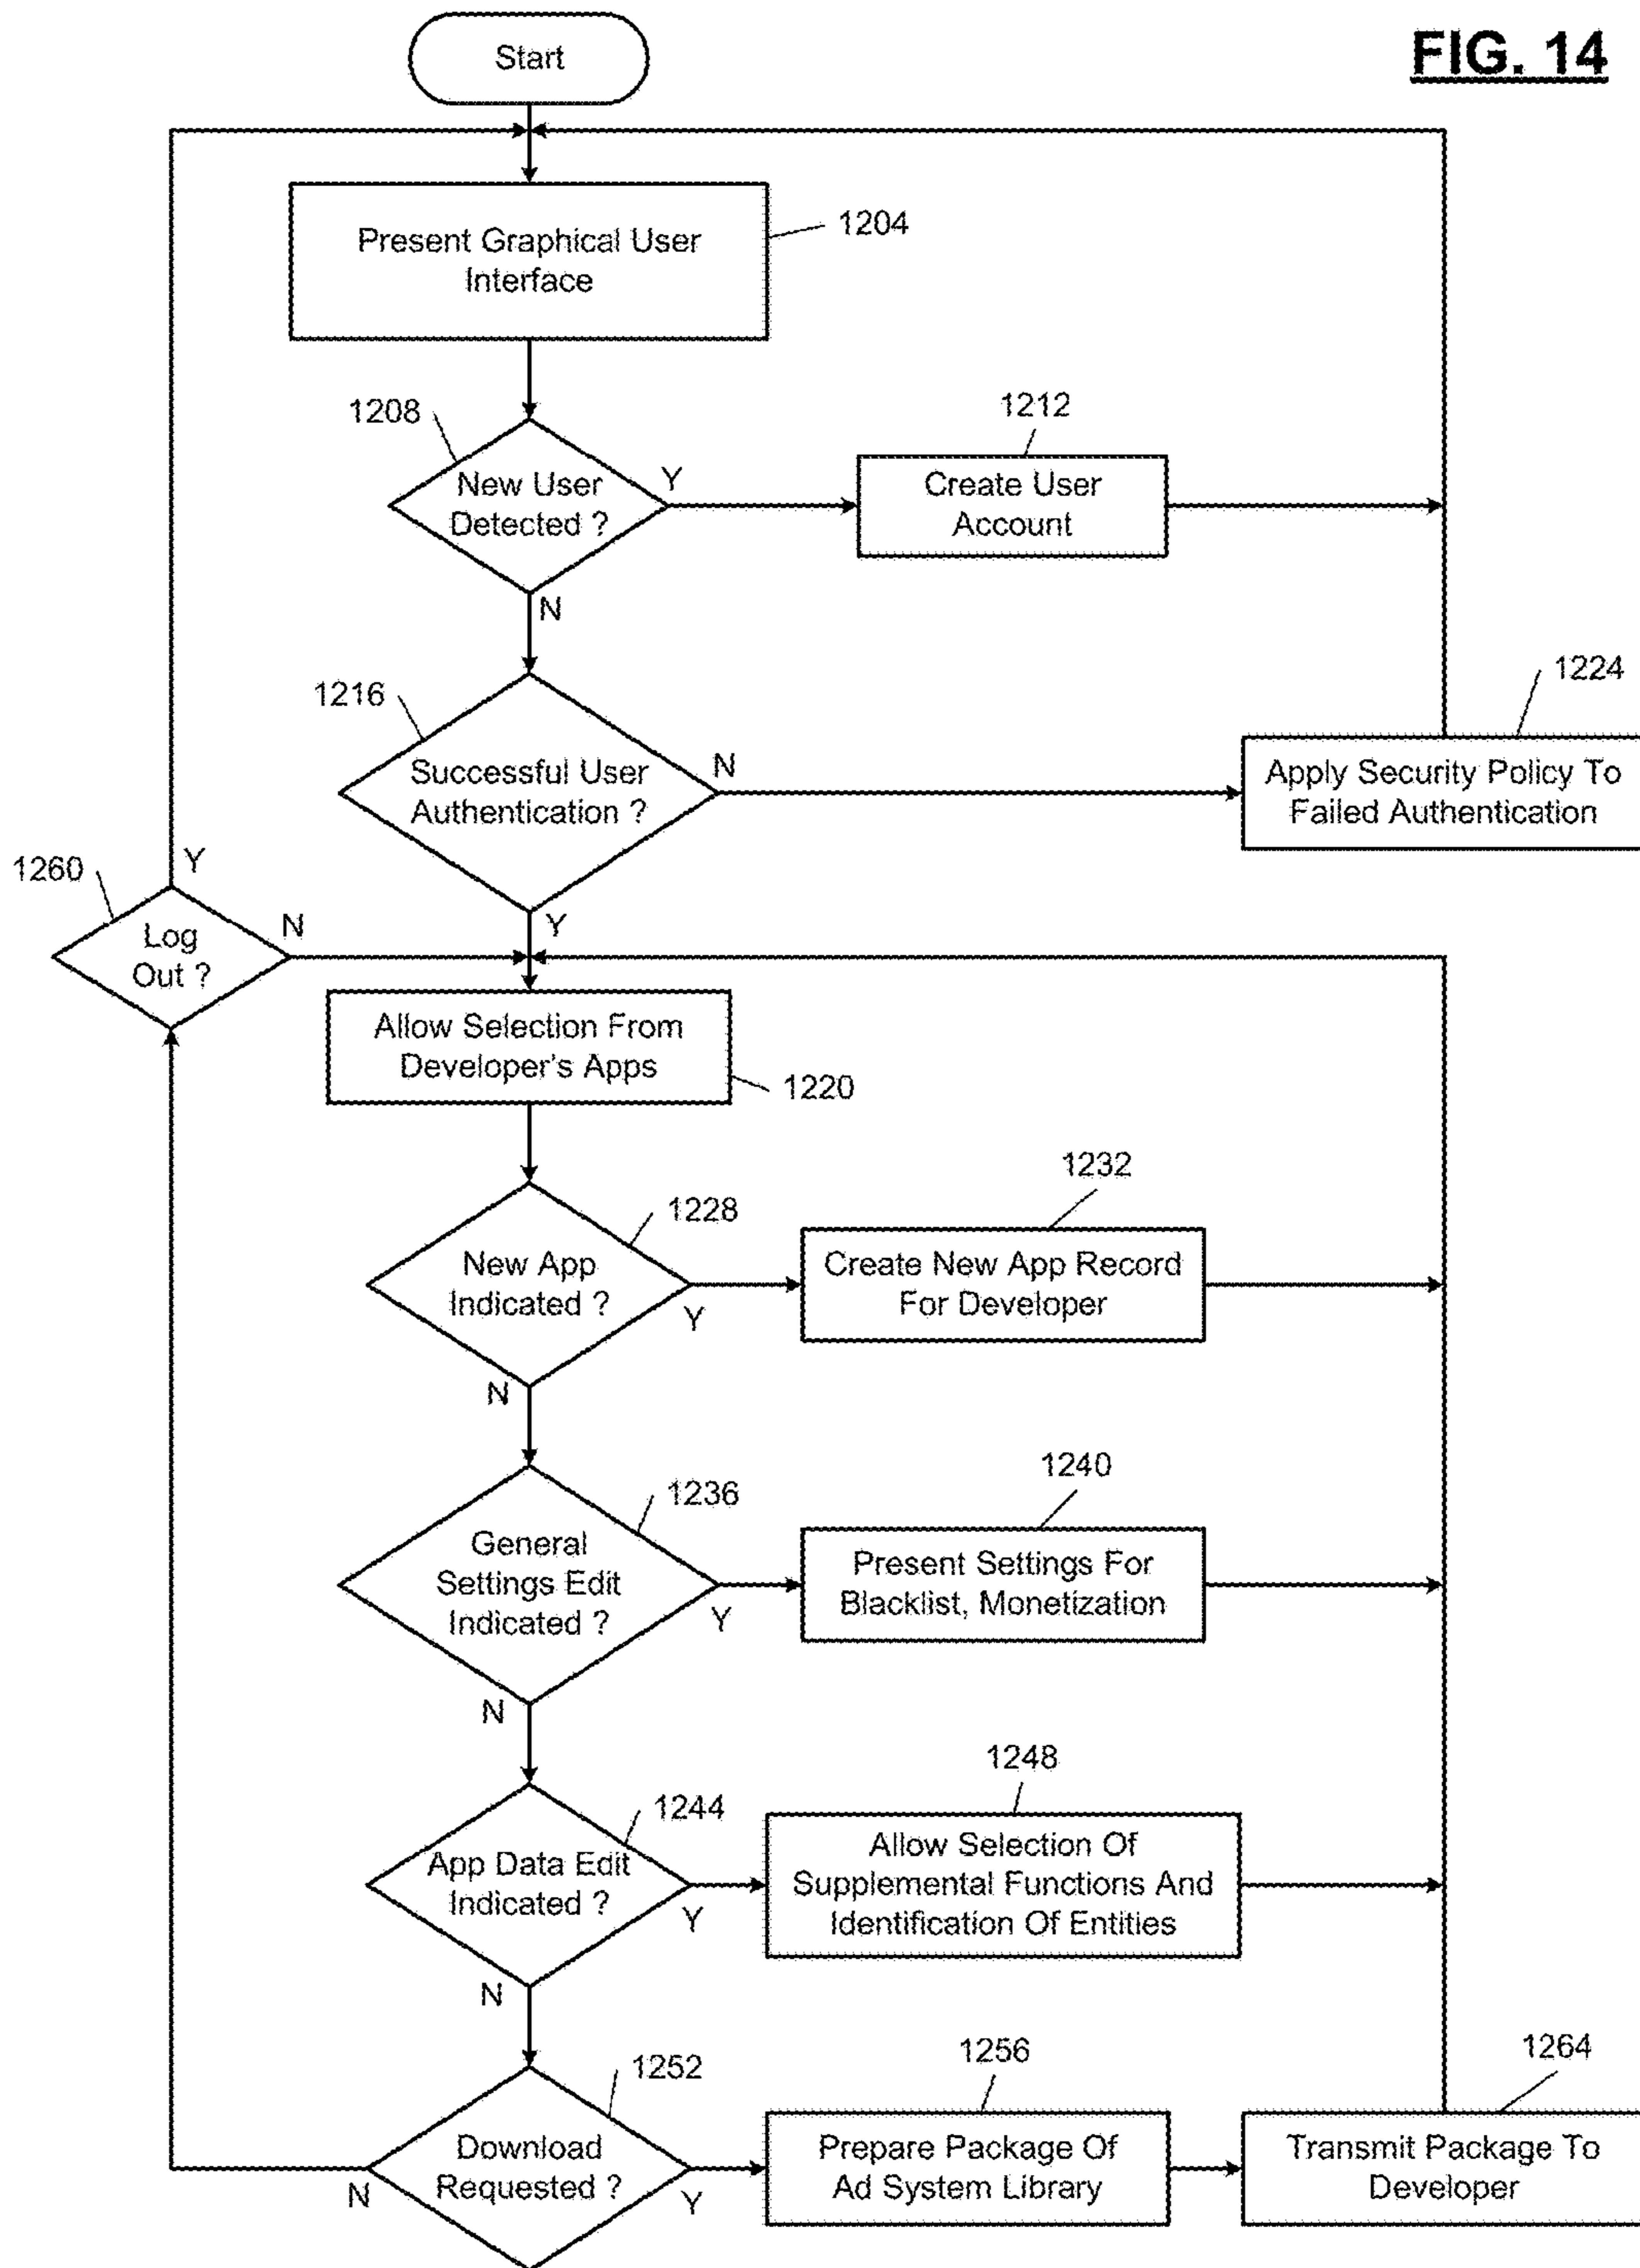 FIG. 14
Start
Present Graphical User
Interface
1204
1208
New User
Detected ?
Y
N
1212
Create User
Account
1216
Successful User
Authentication ?
N
Y
1224
Apply Security Policy To
Failed Authentication
1260
Log
Out ?
Y
N
Allow Selection From
Developer's Apps
1220
1228
New App
Indicated ?
Y
N
1232
Create New App Record
For Developer
1236
General
Settings Edit
Indicated ?
Y
N
1240
Present Settings For
Blacklist, Monetization
1244
App Data Edit
Indicated ?
Y
N
1248
Allow Selection Of
Supplemental Functions And
Identification Of Entities
1252
Download
Requested ?
N
Y
1256
Prepare Package Of
Ad System Library
1264
Transmit Package To
Developer